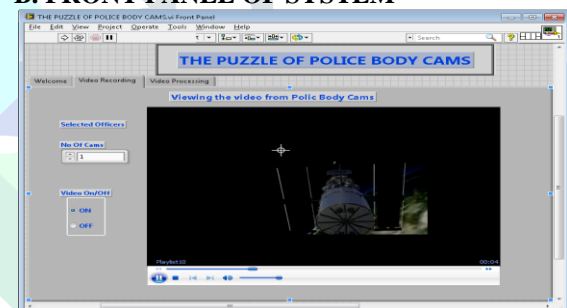 B. FRONT PANEL OF SYSTEM
THE PUZZLE OF POLICE BODY CAMS.vi Front Panel
File Edit View Project Operate Tools Window Help
Search
THE PUZZLE OF POLICE BODY CAMS
Welcome Video Recording Video Processing
Viewing the video from Polic Body Cams
Selected Officers
No Of Cams
1
Video On/Off
ON
OFF
Playlist10 00:04